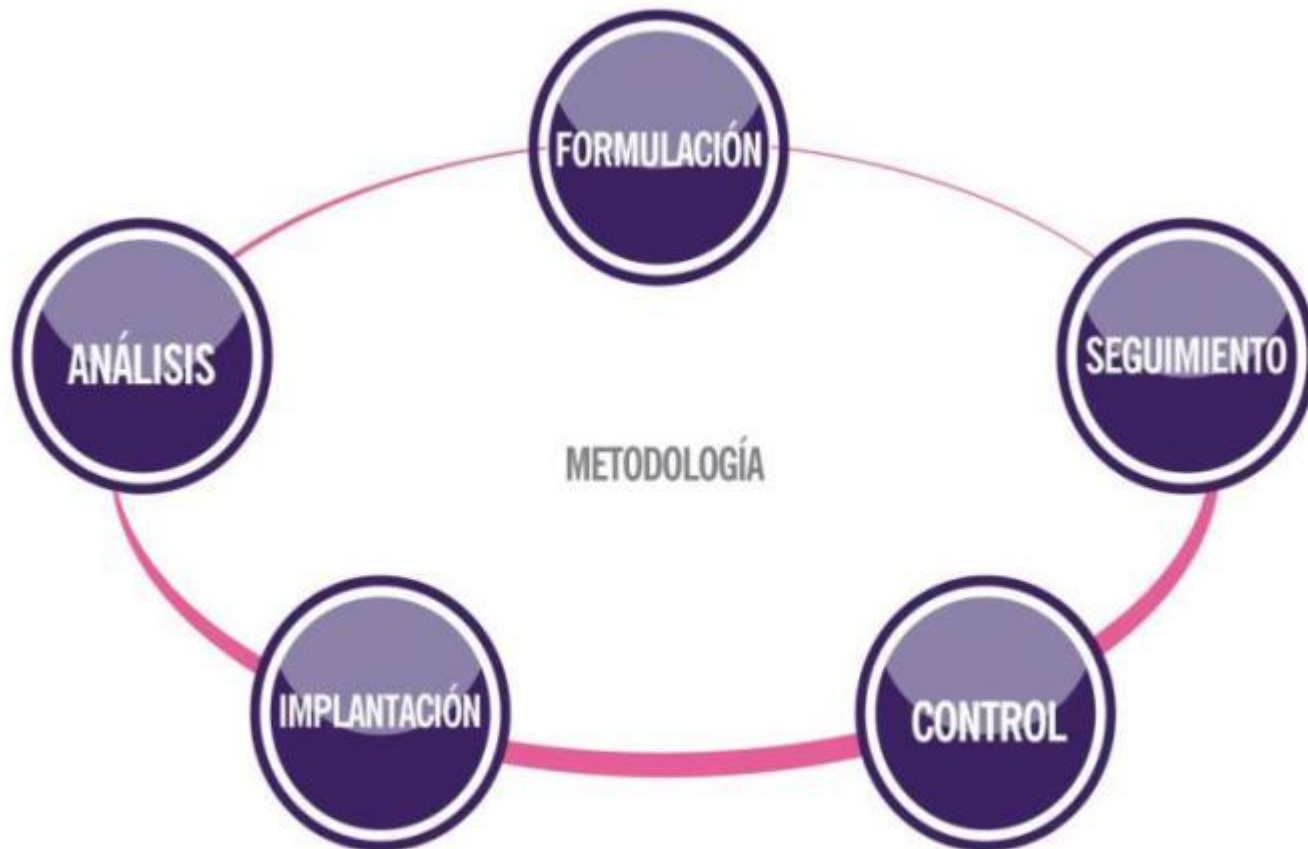 FORMULACIÓN
ANÁLISIS
SEGUIMIENTO
METODOLOGÍA
IMPLANTACIÓN
CONTROL